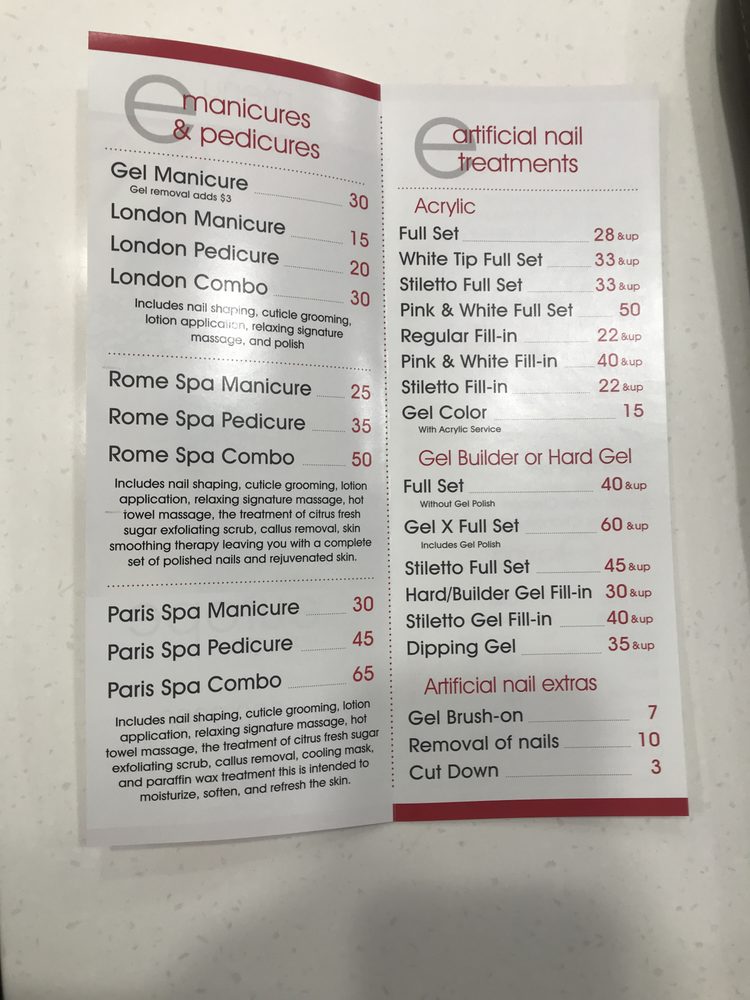 e manicures
& pedicures
Gel Manicure 30
Gel removal adds $3
London Manicure 15
London Pedicure 20
London Combo 30
Includes nail shaping, cuticle grooming,
lotion application, relaxing signature
massage, and polish
Rome Spa Manicure 25
Rome Spa Pedicure 35
Rome Spa Combo 50
Includes nail shaping, cuticle grooming, lotion
application, relaxing signature massage, hot
towel massage, the treatment of citrus fresh
sugar exfoliating scrub, callus removal, skin
smoothing therapy leaving you with a complete
set of polished nails and rejuvenated skin.
Paris Spa Manicure 30
Paris Spa Pedicure 45
Paris Spa Combo 65
Includes nail shaping, cuticle grooming, lotion
application, relaxing signature massage, hot
towel massage, the treatment of citrus fresh sugar
exfoliating scrub, callus removal, cooling mask,
and paraffin wax treatment this is intended to
moisturize, soften, and refresh the skin.
e artificial nail
treatments
Acrylic
Full Set 28 &up
White Tip Full Set 33 &up
Stiletto Full Set 33 &up
Pink & White Full Set 50
Regular Fill-in 22 &up
Pink & White Fill-in 40 &up
Stiletto Fill-in 22 &up
Gel Color 15
With Acrylic Service
Gel Builder or Hard Gel
Full Set 40 &up
Without Gel Polish
Gel X Full Set 60 &up
Includes Gel Polish
Stiletto Full Set 45 &up
Hard/Builder Gel Fill-in 30 &up
Stiletto Gel Fill-in 40 &up
Dipping Gel 35 &up
Artificial nail extras
Gel Brush-on 7
Removal of nails 10
Cut Down 3